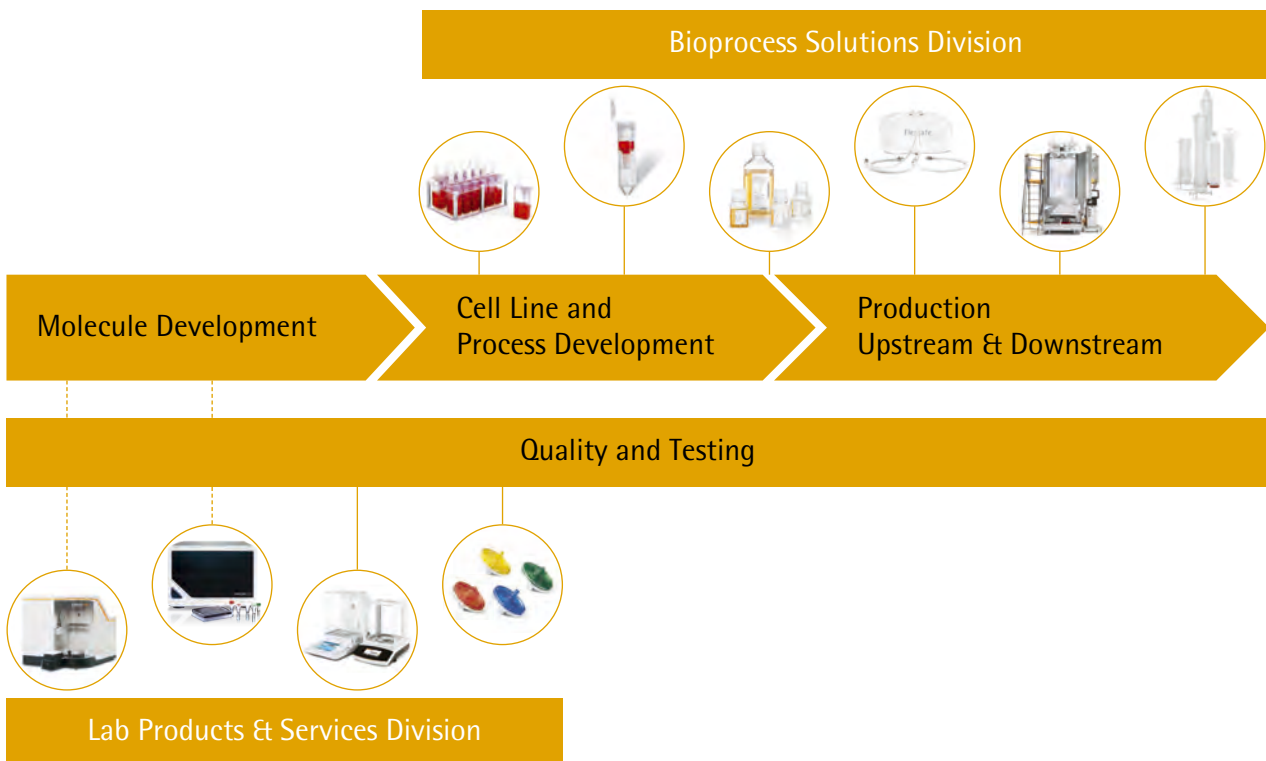 Bioprocess Solutions Division
Flexsafe
Molecule Development
Cell Line and
Process Development
Production
Upstream & Downstream
Quality and Testing
Lab Products & Services Division